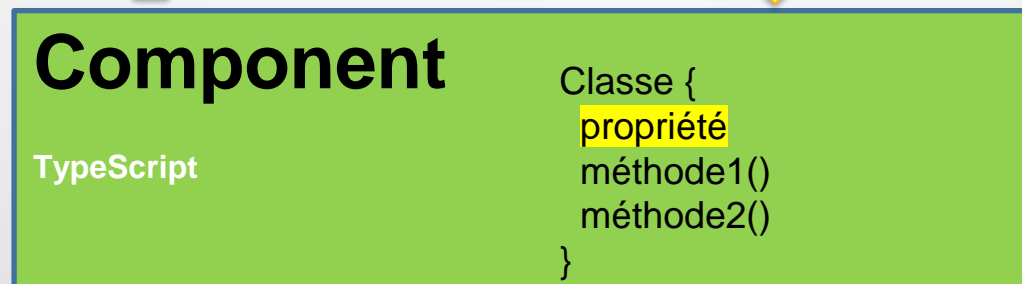 Component
TypeScript
Classe {
propriété
méthode1()
méthode2()
}